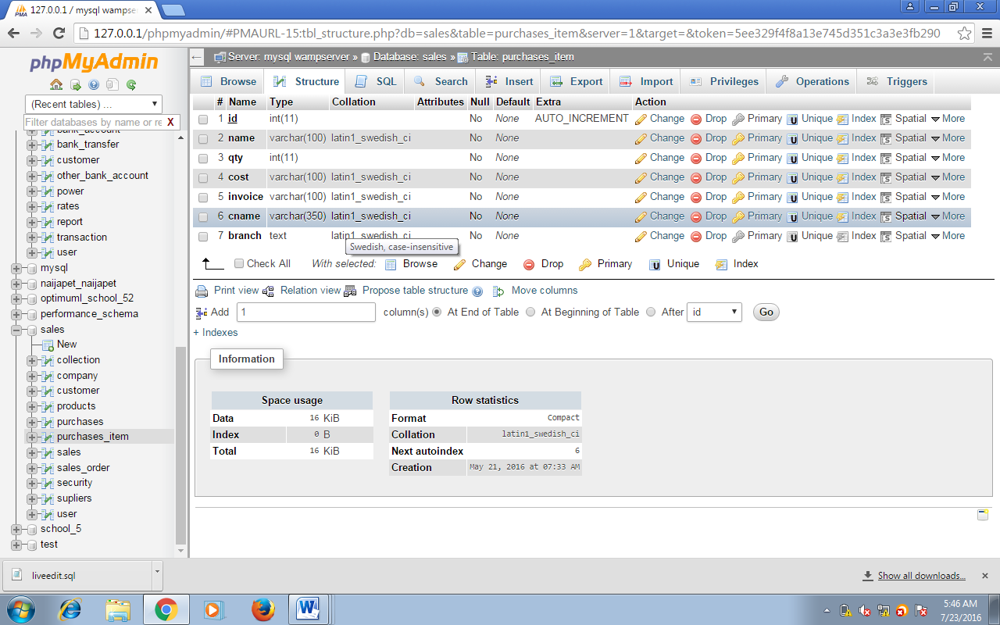 127.0.0.1 / mysql wampse
127.0.0.1/phpmyadmin/#PMAURL-15:tbl_structure.php?db=sales&table=purchases_item&server=1&target=&token=5ee329f4f8a13e745d351c3a3e3fb290
phpMyAdmin
(Recent tables) ...
Filter databases by name or re X
bank_account
bank_transfer
customer
other_bank_account
power
rates
report
transaction
user
mysql
naijapet_naijapet
optimuml_school_52
performance_schema
sales
New
collection
company
customer
products
purchases
purchases_item
sales
sales_order
security
supliers
user
school_5
test
Server: mysql wampserver » Database: sales » Table: purchases_item
Browse Structure SQL Search Insert Export Import Privileges Operations Triggers
# Name Type Collation Attributes Null Default Extra Action
1 id int(11) No None AUTO_INCREMENT Change Drop Primary Unique Index Spatial More
2 name varchar(100) latin1_swedish_ci No None Change Drop Primary Unique Index Spatial More
3 qty int(11) No None Change Drop Primary Unique Index Spatial More
4 cost varchar(100) latin1_swedish_ci No None Change Drop Primary Unique Index Spatial More
5 invoice varchar(100) latin1_swedish_ci No None Change Drop Primary Unique Index Spatial More
6 cname varchar(350) latin1_swedish_ci No None Change Drop Primary Unique Index Spatial More
7 branch text latin1_swedish_ci No None Change Drop Primary Unique Index Spatial More
Swedish, case-insensitive
Check All With selected: Browse Change Drop Primary Unique Index
Print view Relation view Propose table structure Move columns
Add 1 column(s) At End of Table At Beginning of Table After id Go
+ Indexes
Information
Space usage
Data 16 KiB
Index 0 B
Total 16 KiB
Row statistics
Format Compact
Collation latin1_swedish_ci
Next autoindex 6
Creation May 21, 2016 at 07:33 AM
liveedit.sql
Show all downloads...
5:46 AM
7/23/2016